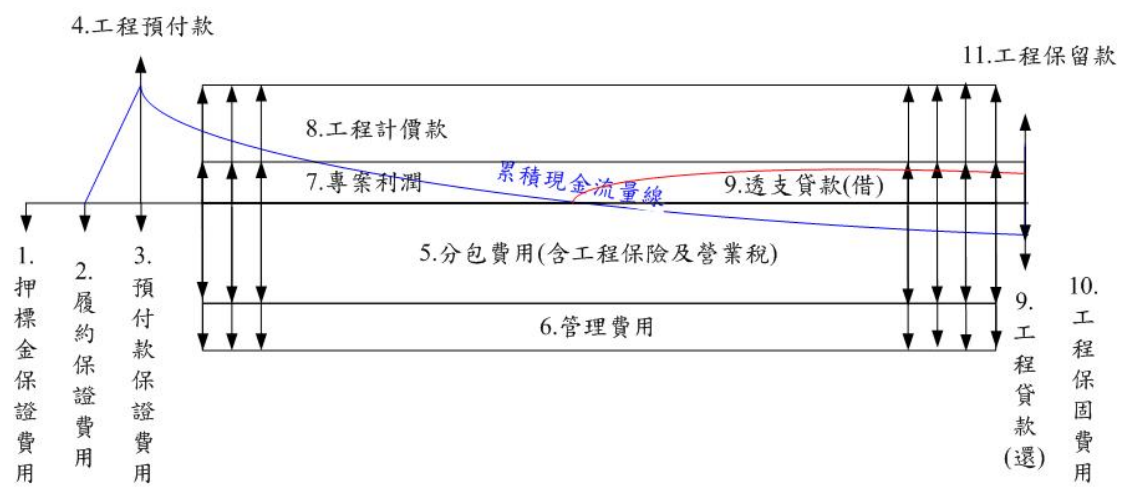 4.工程預付款
11.工程保留款
8.工程計價款
7.專案利潤
累積現金流量線
9.透支貸款(借)
5.分包費用(含工程保險及營業稅)
6.管理費用
1.押標金保證費用
2.履約保證費用
3.預付款保證費用
9.工程貸款(還)
10.工程保固費用